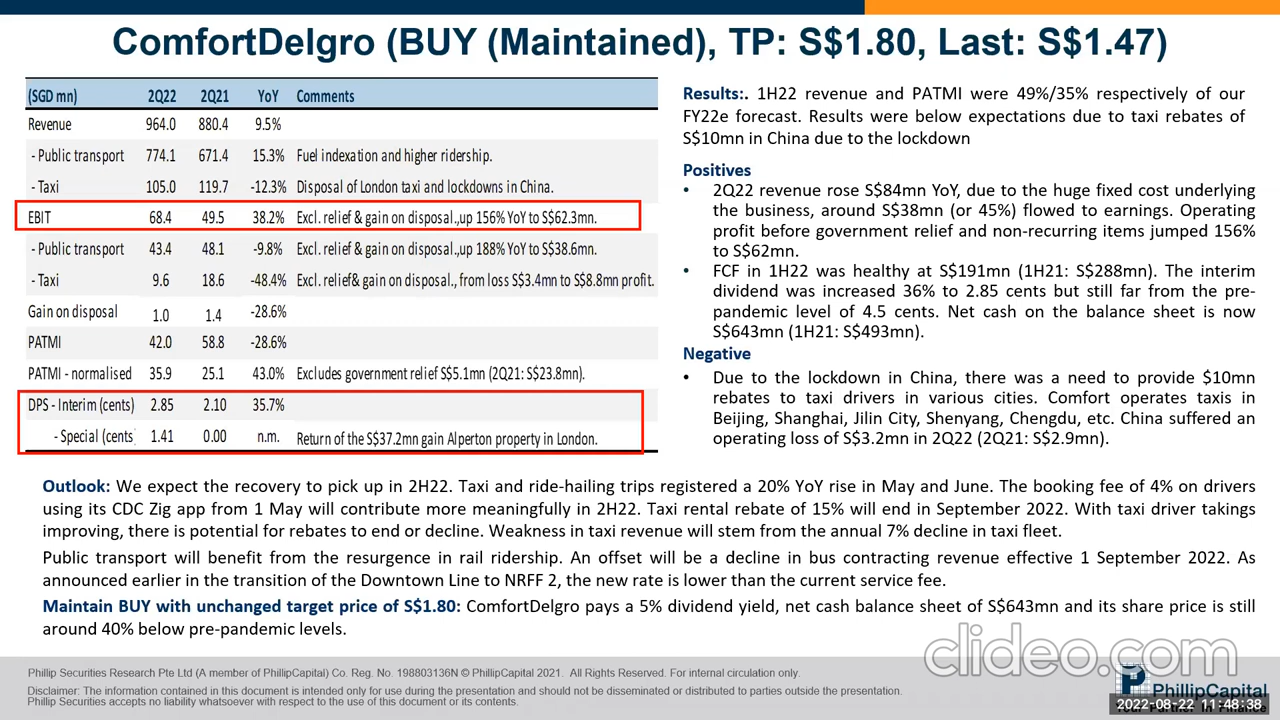 ComfortDelgro (BUY (Maintained), TP: S$1.80, Last: S$1.47)
(SGD mn) 2Q22 2Q21 YoY Comments
Revenue 964.0 880.4 9.5%
- Public transport 774.1 671.4 15.3% Fuel indexation and higher ridership.
- Taxi 105.0 119.7 -12.3% Disposal of London taxi and lockdowns in China.
EBIT 68.4 49.5 38.2% Excl. relief & gain on disposal.,up 156% YoY to S$62.3mn.
- Public transport 43.4 48.1 -9.8% Excl. relief & gain on disposal.,up 188% YoY to S$38.6mn.
- Taxi 9.6 18.6 -48.4% Excl. relief& gain on disposal., from loss S$3.4mn to S$8.8mn profit.
Gain on disposal 1.0 1.4 -28.6%
PATMI 42.0 58.8 -28.6%
PATMI - normalised 35.9 25.1 43.0% Excludes government relief S$5.1mn (2Q21: S$23.8mn).
DPS - Interim (cents) 2.85 2.10 35.7%
- Special (cents 1.41 0.00 n.m. Return of the S$37.2mn gain Alperton property in London.
Results:. 1H22 revenue and PATMI were 49%/35% respectively of our
FY22e forecast. Results were below expectations due to taxi rebates of
S$10mn in China due to the lockdown
Positives
• 2Q22 revenue rose S$84mn YoY, due to the huge fixed cost underlying
the business, around S$38mn (or 45%) flowed to earnings. Operating
profit before government relief and non-recurring items jumped 156%
to S$62mn.
• FCF in 1H22 was healthy at S$191mn (1H21: S$288mn). The interim
dividend was increased 36% to 2.85 cents but still far from the pre-
pandemic level of 4.5 cents. Net cash on the balance sheet is now
S$643mn (1H21: S$493mn).
Negative
• Due to the lockdown in China, there was a need to provide $10mn
rebates to taxi drivers in various cities. Comfort operates taxis in
Beijing, Shanghai, Jilin City, Shenyang, Chengdu, etc. China suffered an
operating loss of S$3.2mn in 2Q22 (2Q21: S$2.9mn).
Outlook: We expect the recovery to pick up in 2H22. Taxi and ride-hailing trips registered a 20% YoY rise in May and June. The booking fee of 4% on drivers
using its CDC Zig app from 1 May will contribute more meaningfully in 2H22. Taxi rental rebate of 15% will end in September 2022. With taxi driver takings
improving, there is potential for rebates to end or decline. Weakness in taxi revenue will stem from the annual 7% decline in taxi fleet.
Public transport will benefit from the resurgence in rail ridership. An offset will be a decline in bus contracting revenue effective 1 September 2022. As
announced earlier in the transition of the Downtown Line to NRFF 2, the new rate is lower than the current service fee.
Maintain BUY with unchanged target price of S$1.80: ComfortDelgro pays a 5% dividend yield, net cash balance sheet of S$643mn and its share price is still
around 40% below pre-pandemic levels.
clideo.com
Phillip Securities Research Pte Ltd (A member of PhillipCapital) Co. Reg. No. 198803136N © PhillipCapital 2021. All Rights Reserved. For internal circulation only.
Disclaimer: The information contained in this document is intended only for use during the presentation and should not be disseminated or distributed to parties outside the presentation.
Phillip Securities accepts no liability whatsoever with respect to the use of this document or its contents.
PhillipCapital
Your Partner In Finance
2022-08-22 11:48:38